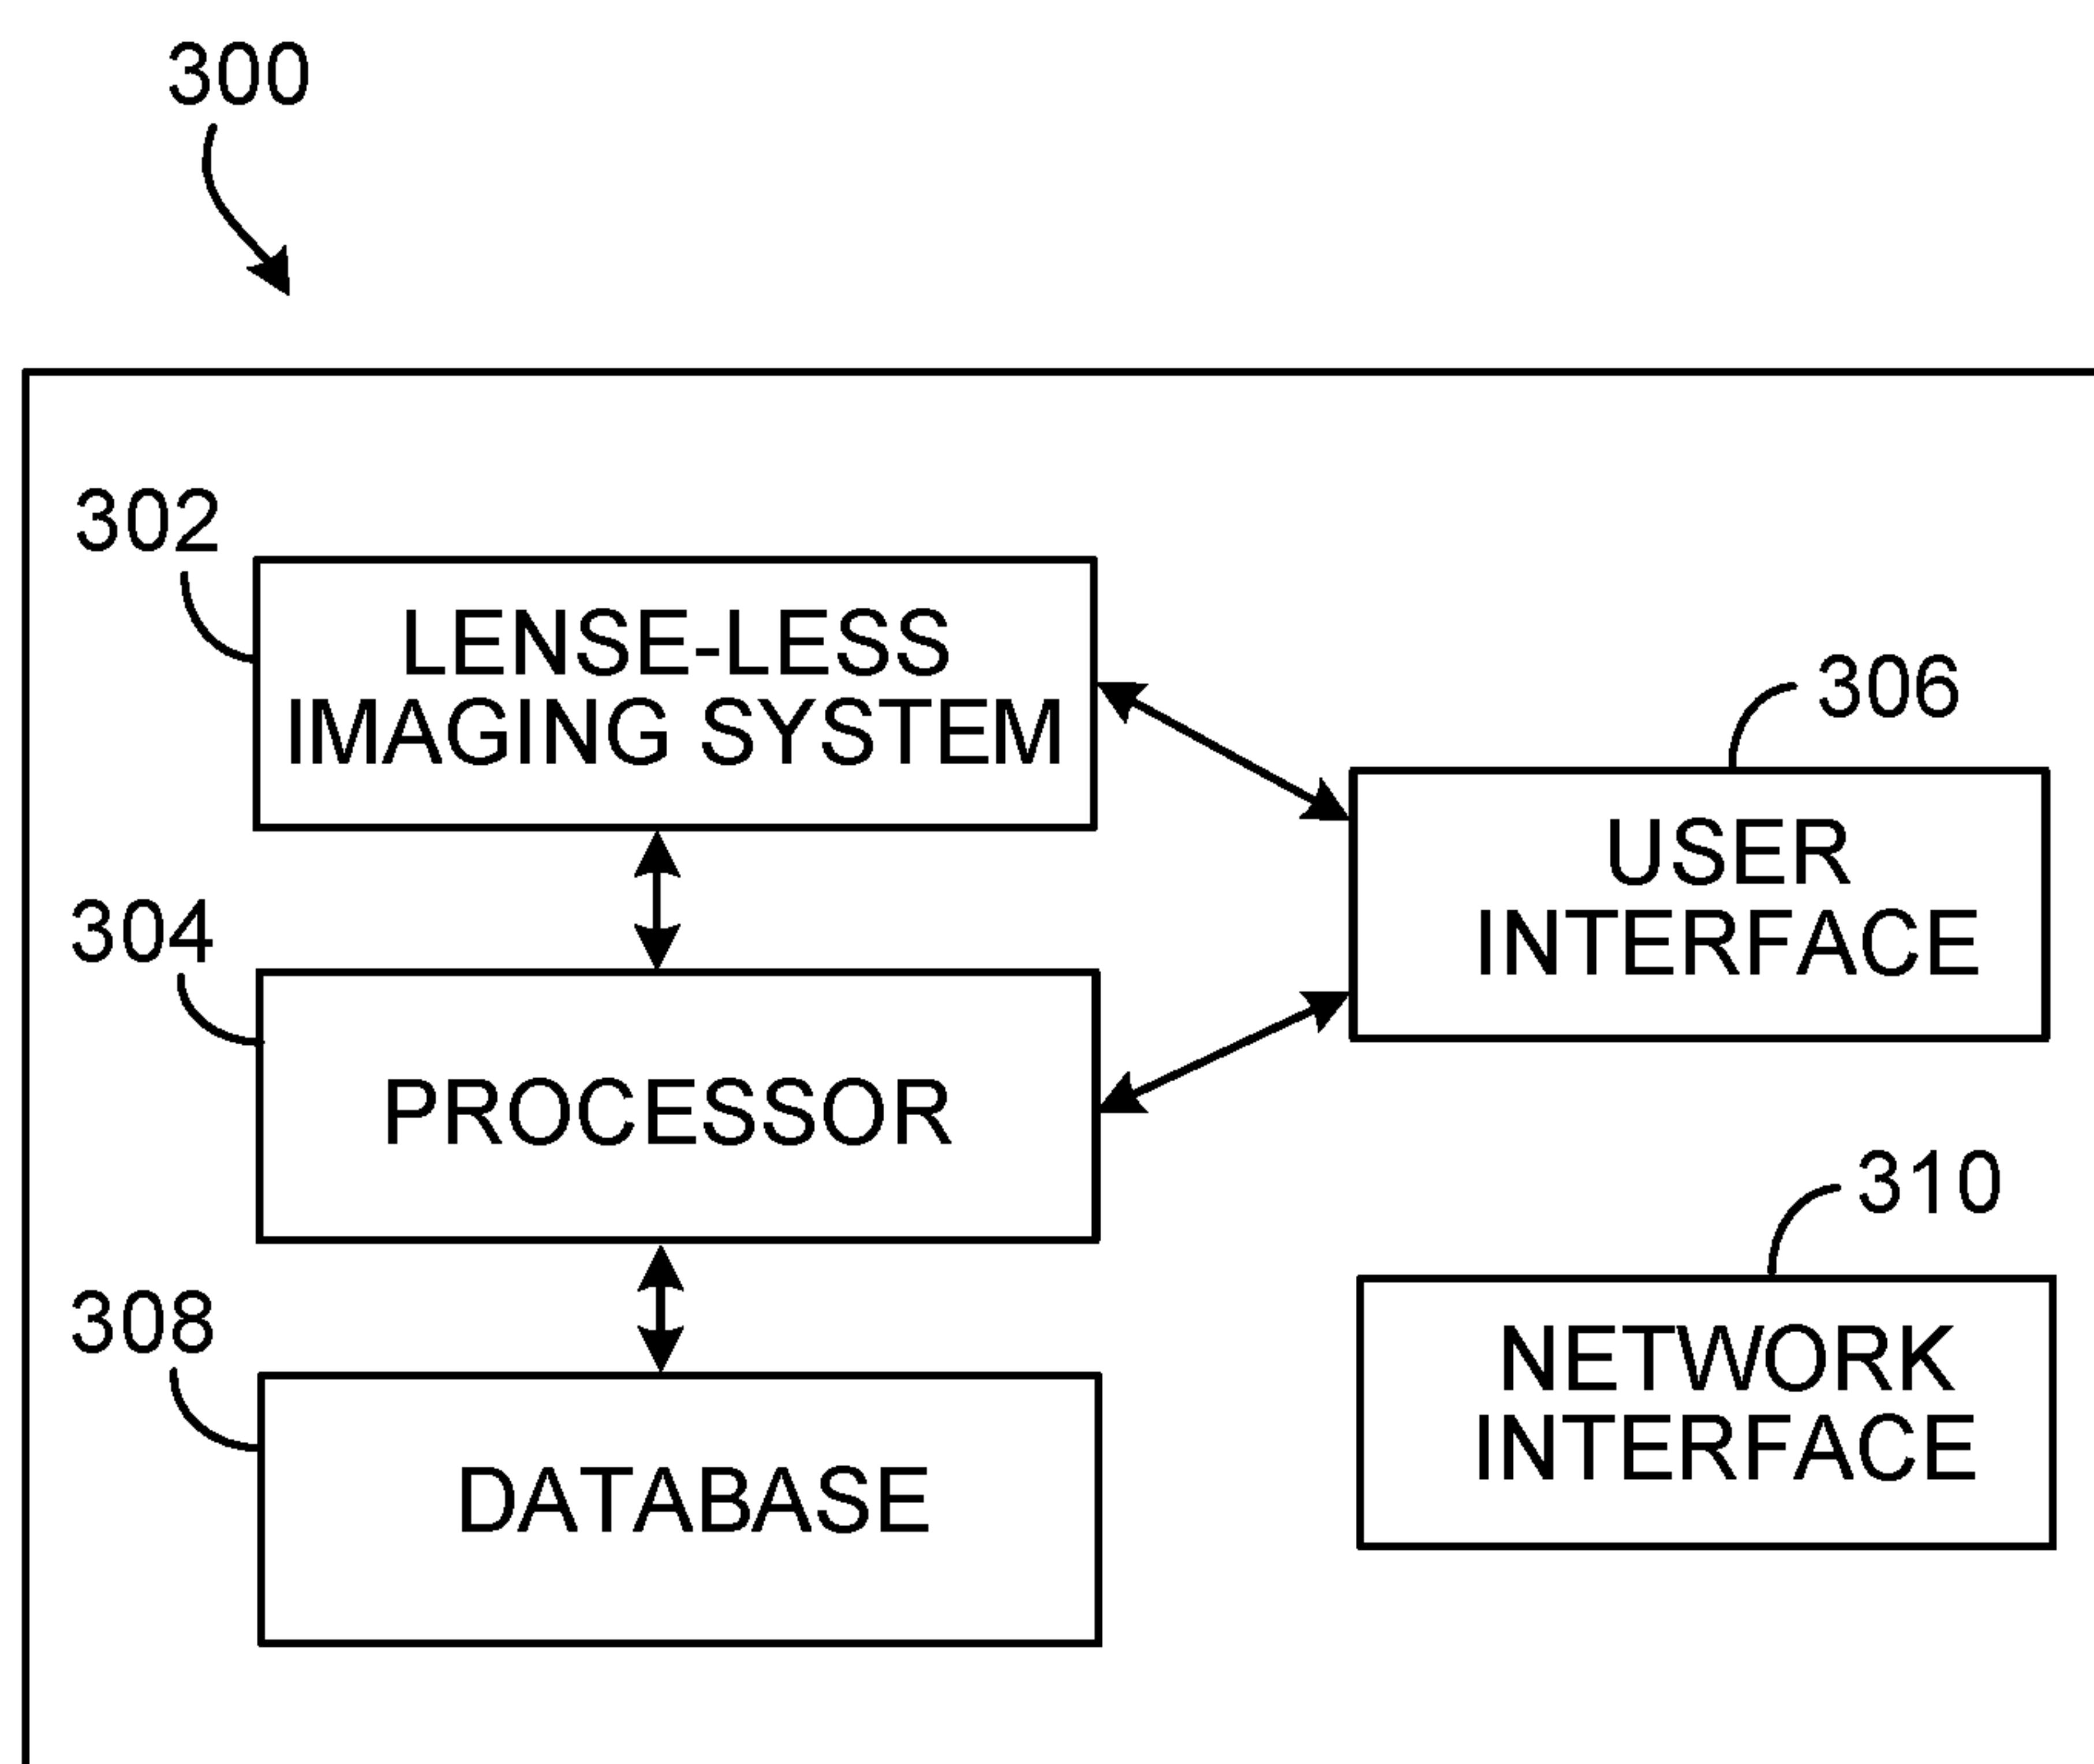 300
302
LENSE-LESS
IMAGING SYSTEM
306
USER
INTERFACE
304
PROCESSOR
310
NETWORK
INTERFACE
308
DATABASE